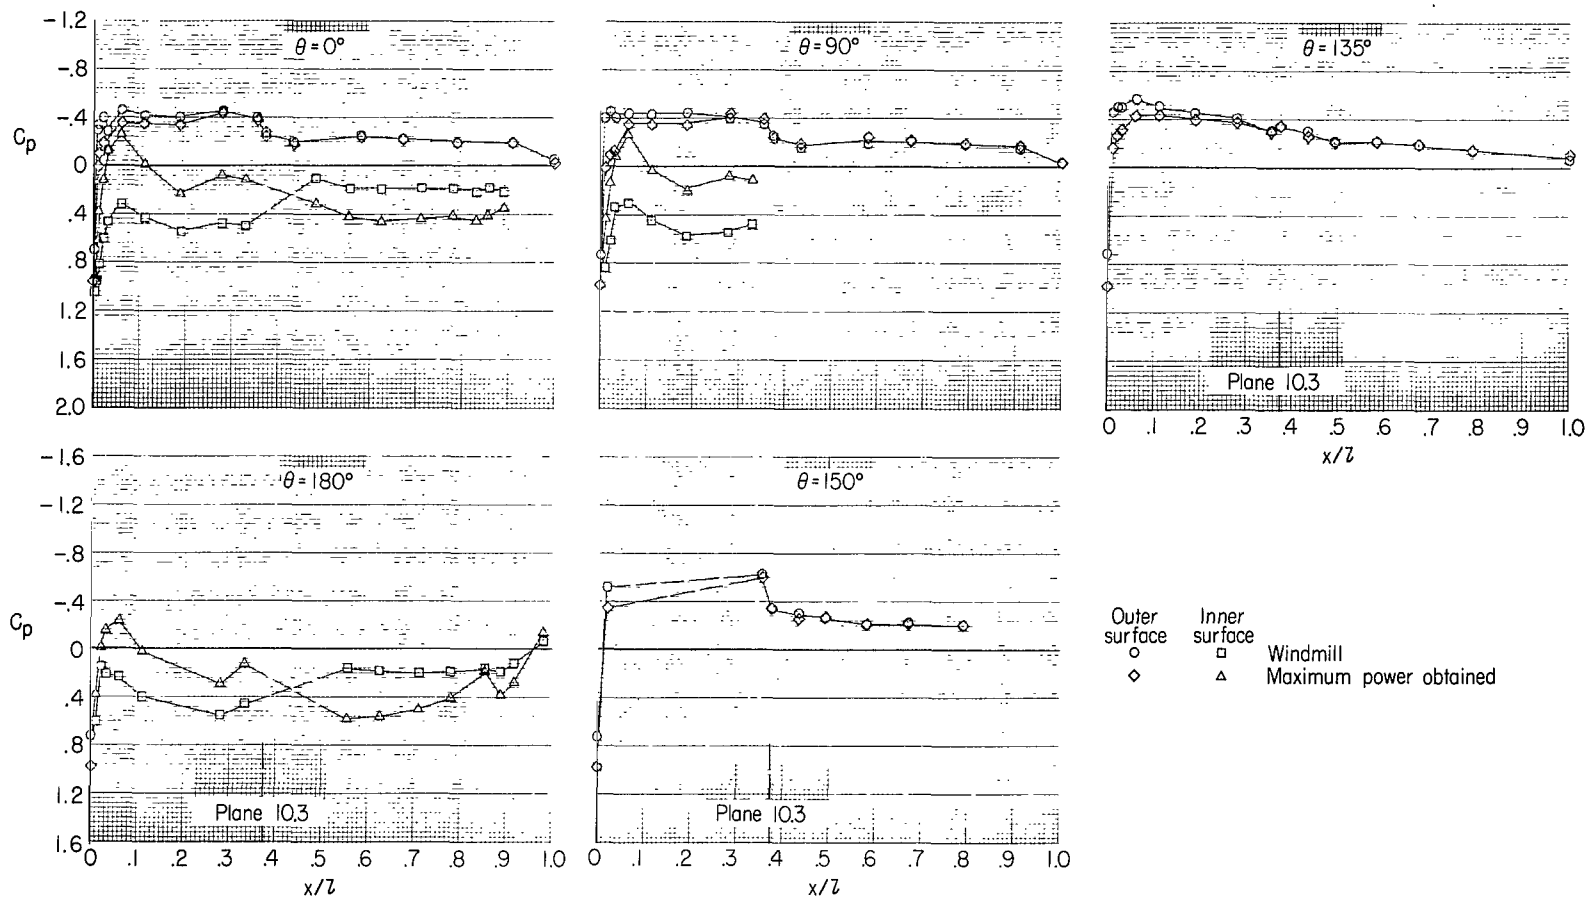 −1.2
−.8
−.4
Cp
0
.4
.8
1.2
1.6
2.0
θ=0°
θ=90°
θ=135°
Plane 10.3
0 .1 .2 .3 .4 .5 .6 .7 .8 .9 1.0
x/l
−1.6
−1.2
−.8
−.4
Cp
0
.4
.8
1.2
1.6
θ=180°
Plane 10.3
0 .1 .2 .3 .4 .5 .6 .7 .8 .9 1.0
x/l
θ=150°
Plane 10.3
0 .1 .2 .3 .4 .5 .6 .7 .8 .9 1.0
x/l
Outer surface
Inner surface
Windmill
Maximum power obtained